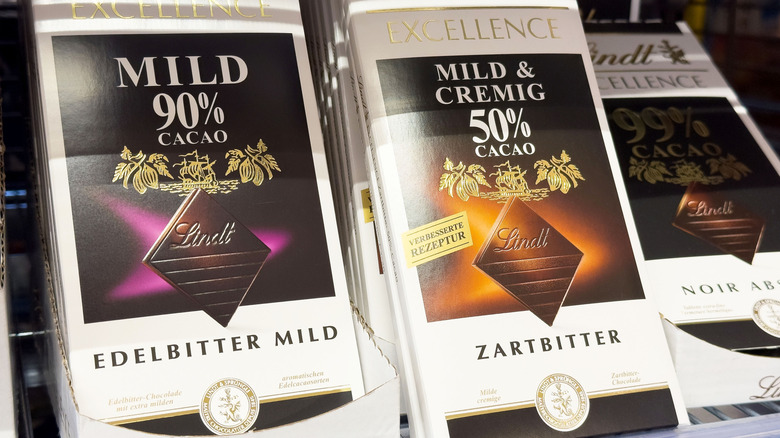 EXCELLENCE
MILD
90%
CACAO
Lindt
EDELBITTER MILD
Edelbitter-Chocolade
mit extra milden
aromatischen
Edelcacaosorten
EXCELLENCE
MILD &
CREMIG
50%
CACAO
VERBESSERTE
REZEPTUR
Lindt
ZARTBITTER
Milde
cremige
Zartbitter-
Chocolade
Lindt
EXCELLENCE
99%
CACAO
Lindt
NOIR AB